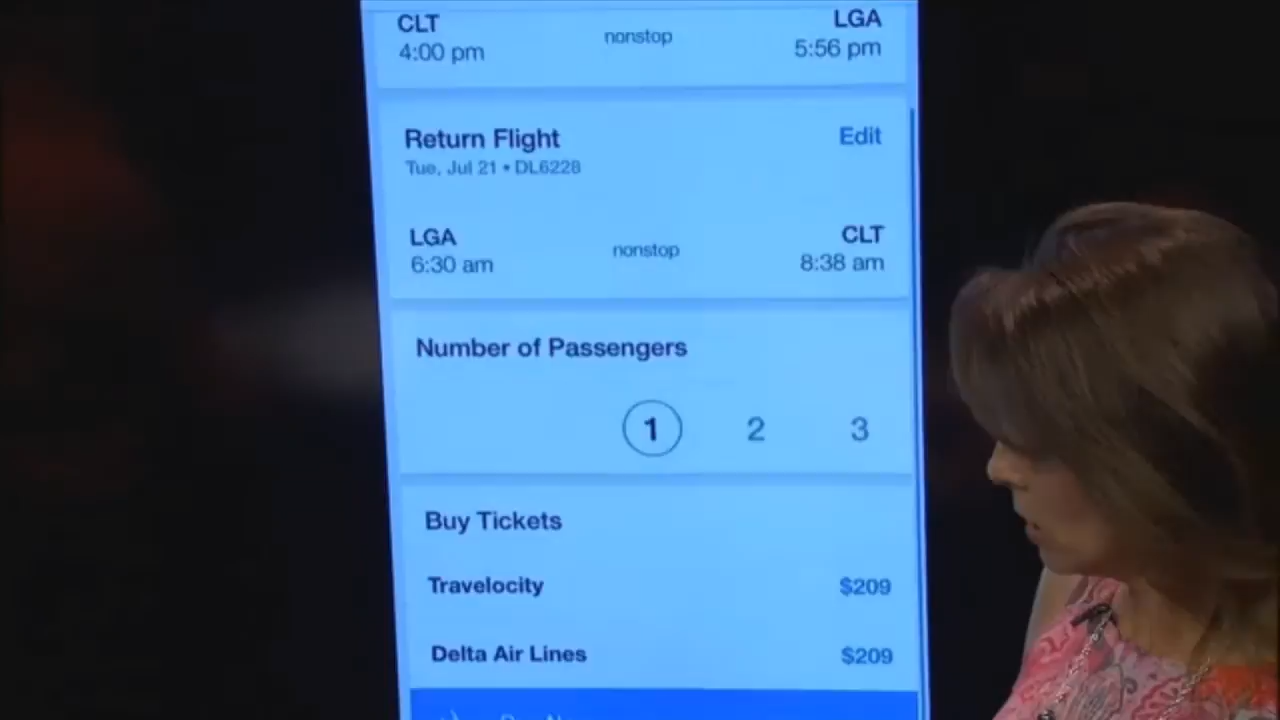 CLT nonstop LGA
4:00 pm 5:56 pm
Return Flight Edit
Tue, Jul 21 • DL6228
LGA nonstop CLT
6:30 am 8:38 am
Number of Passengers
1 2 3
Buy Tickets
Travelocity $209
Delta Air Lines $209